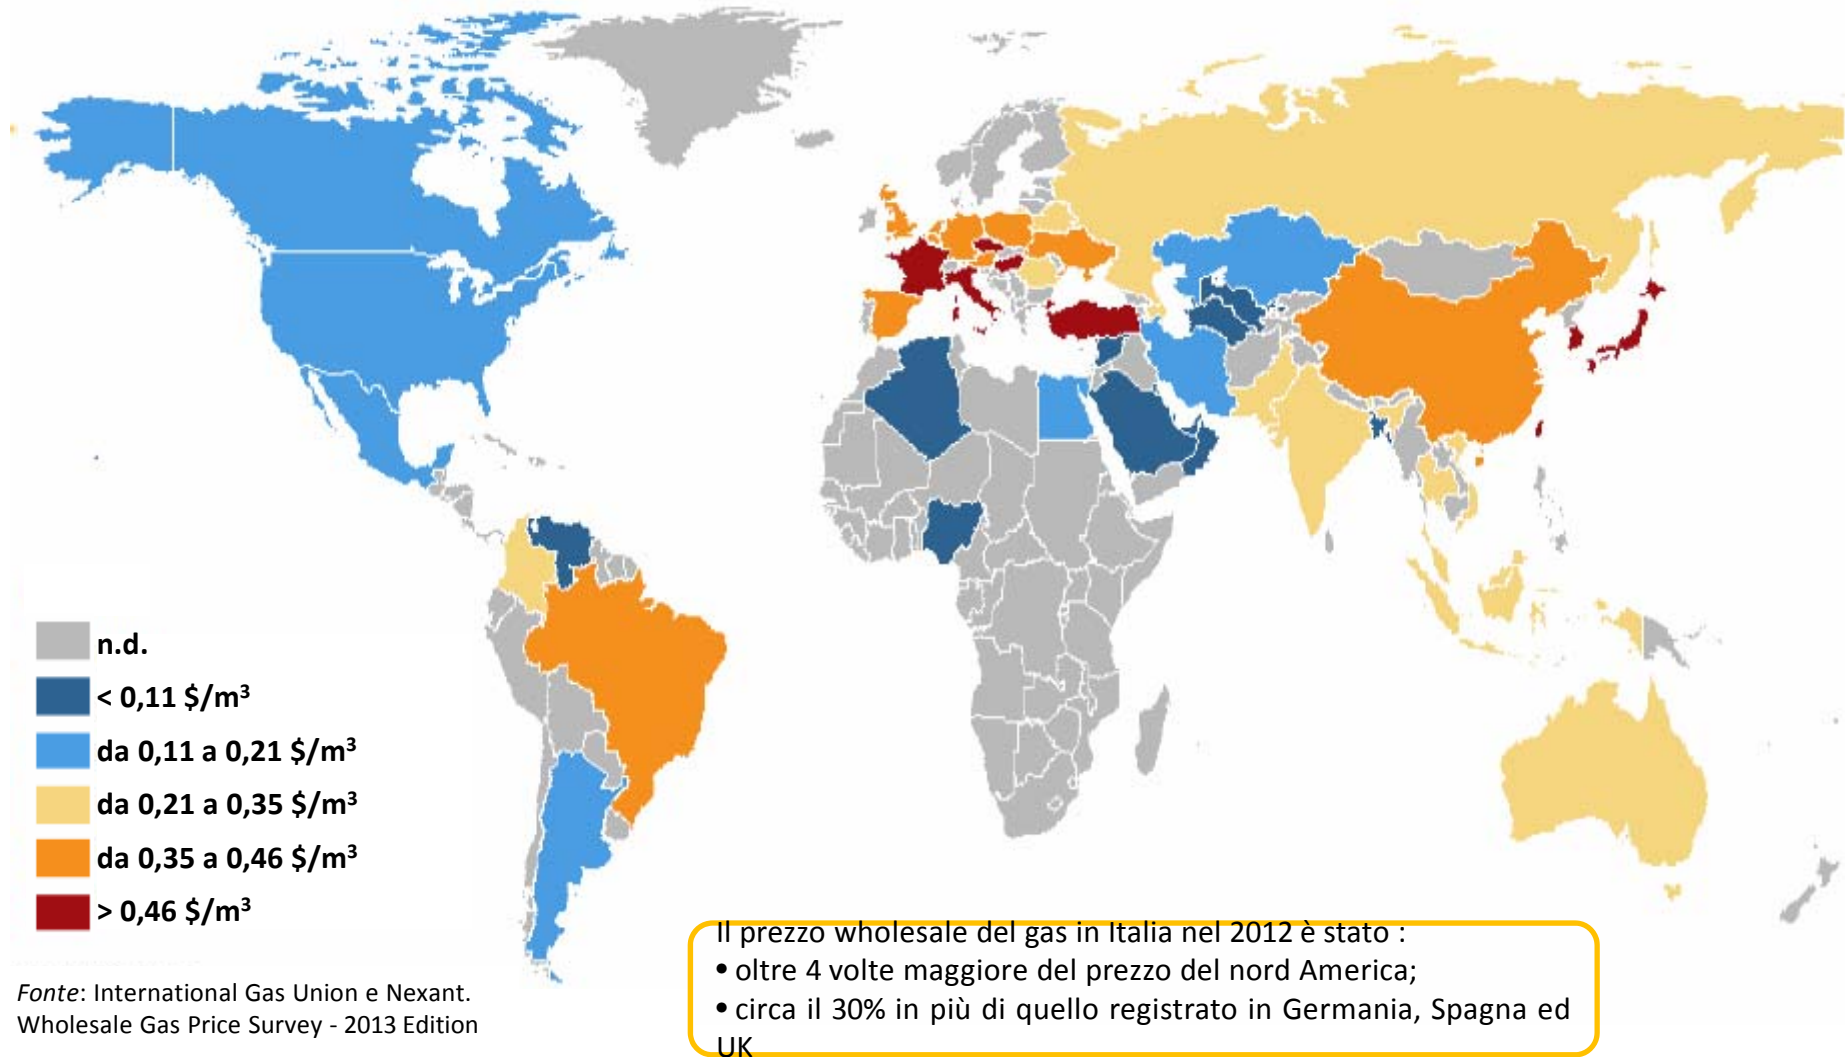 n.d.
< 0,11 $/m³
da 0,11 a 0,21 $/m³
da 0,21 a 0,35 $/m³
da 0,35 a 0,46 $/m³
> 0,46 $/m³
Fonte: International Gas Union e Nexant.
Wholesale Gas Price Survey - 2013 Edition
Il prezzo wholesale del gas in Italia nel 2012 è stato :
• oltre 4 volte maggiore del prezzo del nord America;
• circa il 30% in più di quello registrato in Germania, Spagna ed
UK